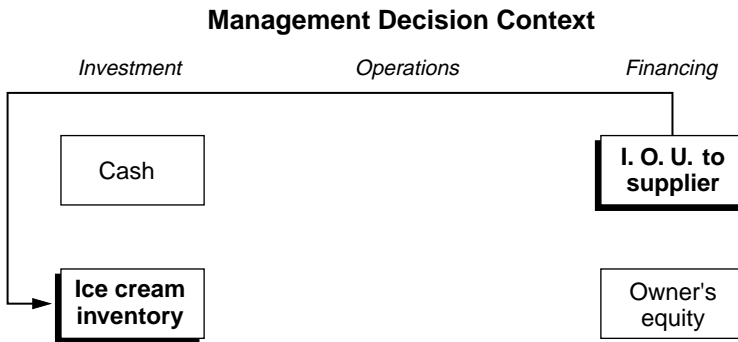 Management Decision Context
Investment Operations Financing
Cash
I. O. U. to
supplier
Ice cream
inventory
Owner's
equity